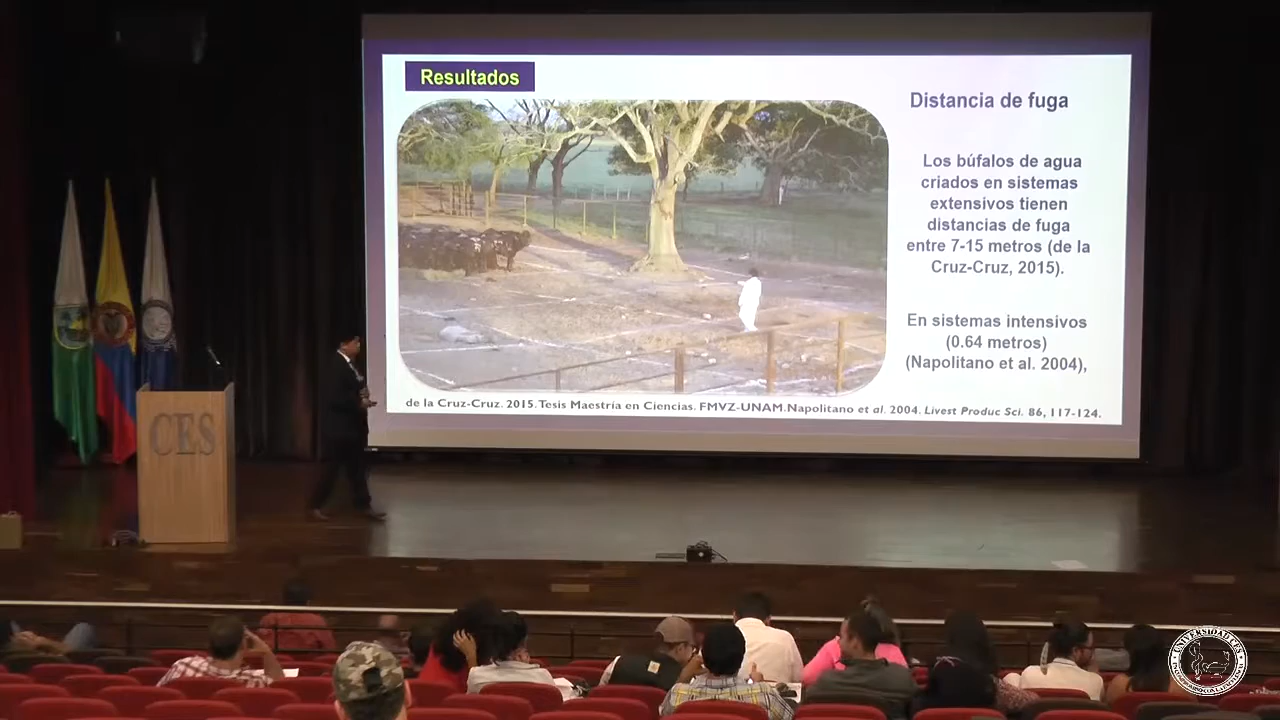 Resultados
Distancia de fuga
Los búfalos de agua
criados en sistemas
extensivos tienen
distancias de fuga
entre 7-15 metros (de la
Cruz-Cruz, 2015).
En sistemas intensivos
(0.64 metros)
(Napolitano et al. 2004),
de la Cruz-Cruz. 2015. Tesis Maestría en Ciencias. FMVZ-UNAM. Napolitano et al. 2004. Livest Produc Sci. 86, 117-124.
CES
UNIVERSIDAD CES